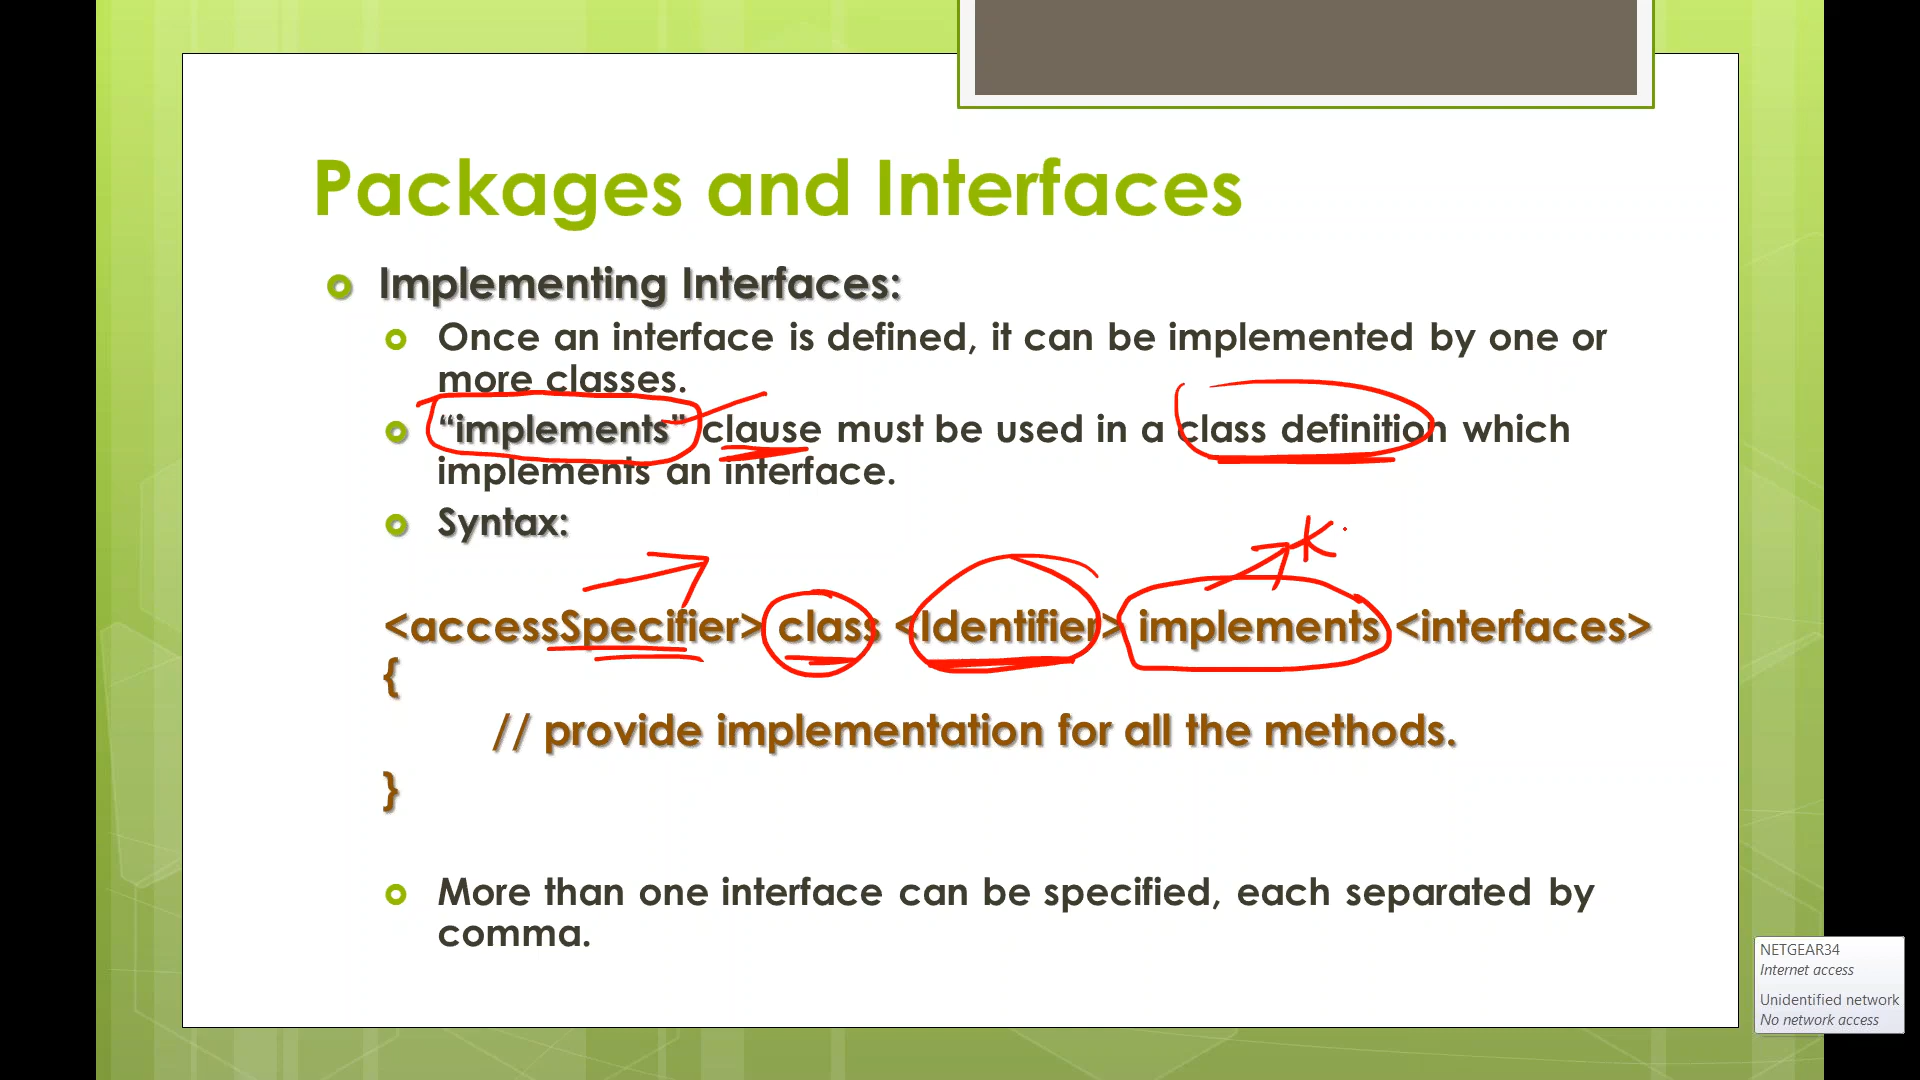 Packages and Interfaces
Implementing Interfaces:
Once an interface is defined, it can be implemented by one or
more classes.
“implements” clause must be used in a class definition which
implements an interface.
Syntax:
K.
<accessSpecifier> class <Identifier> implements <interfaces>
{
// provide implementation for all the methods.
}
More than one interface can be specified, each separated by
comma.
NETGEAR34
Internet access
Unidentified network
No network access